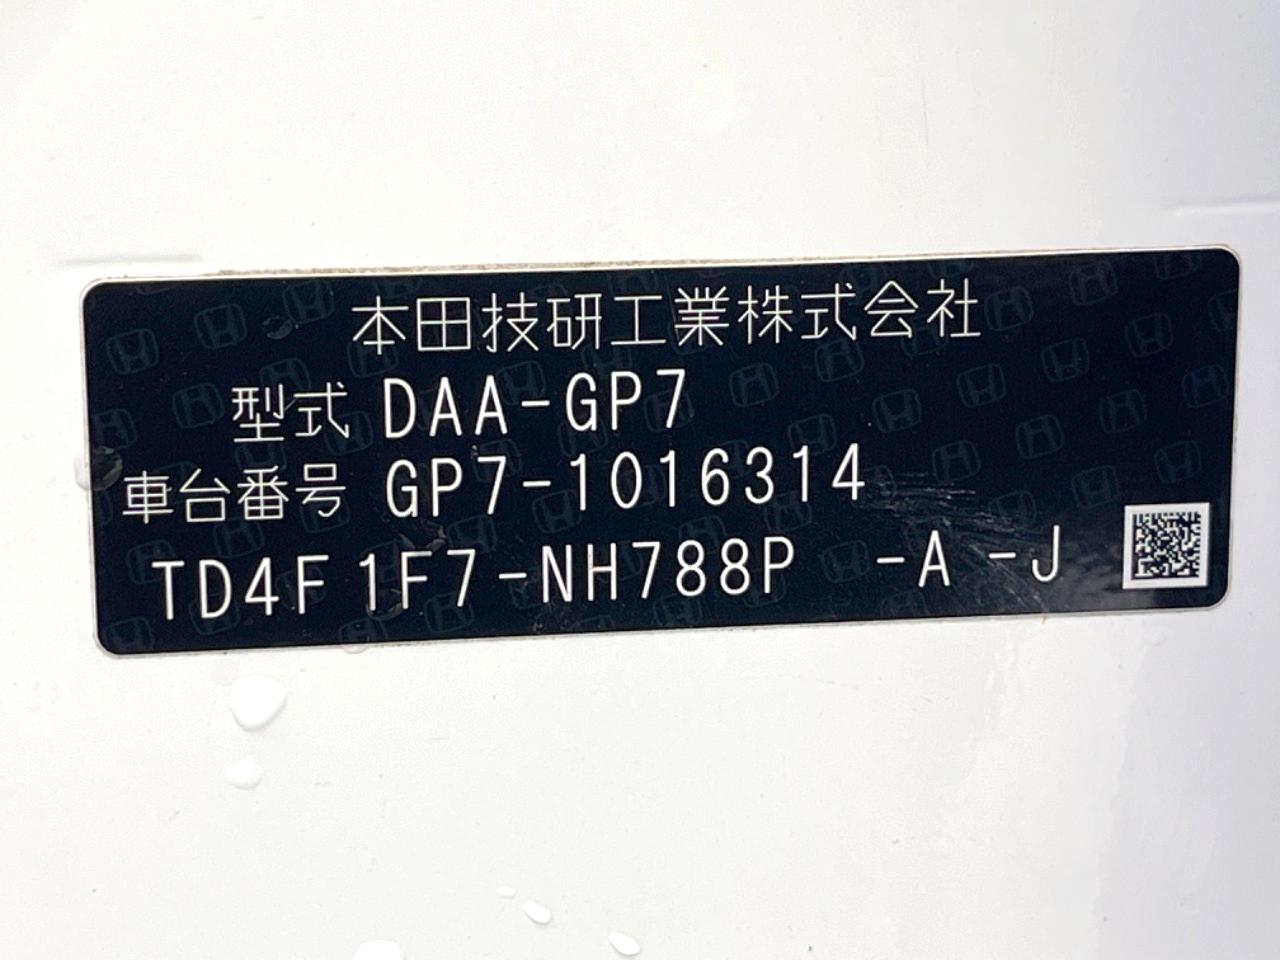 本田技研工業株式会社
型式 DAA-GP7
車台番号 GP7-1016314
TD4F 1F7-NH788P -A -J